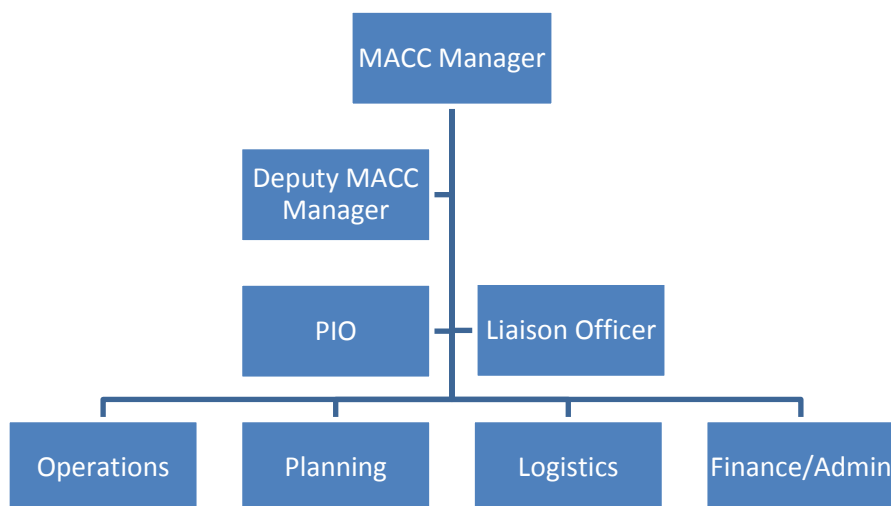 MACC Manager
Deputy MACC
Manager
PIO
Liaison Officer
Operations
Planning
Logistics
Finance/Admin